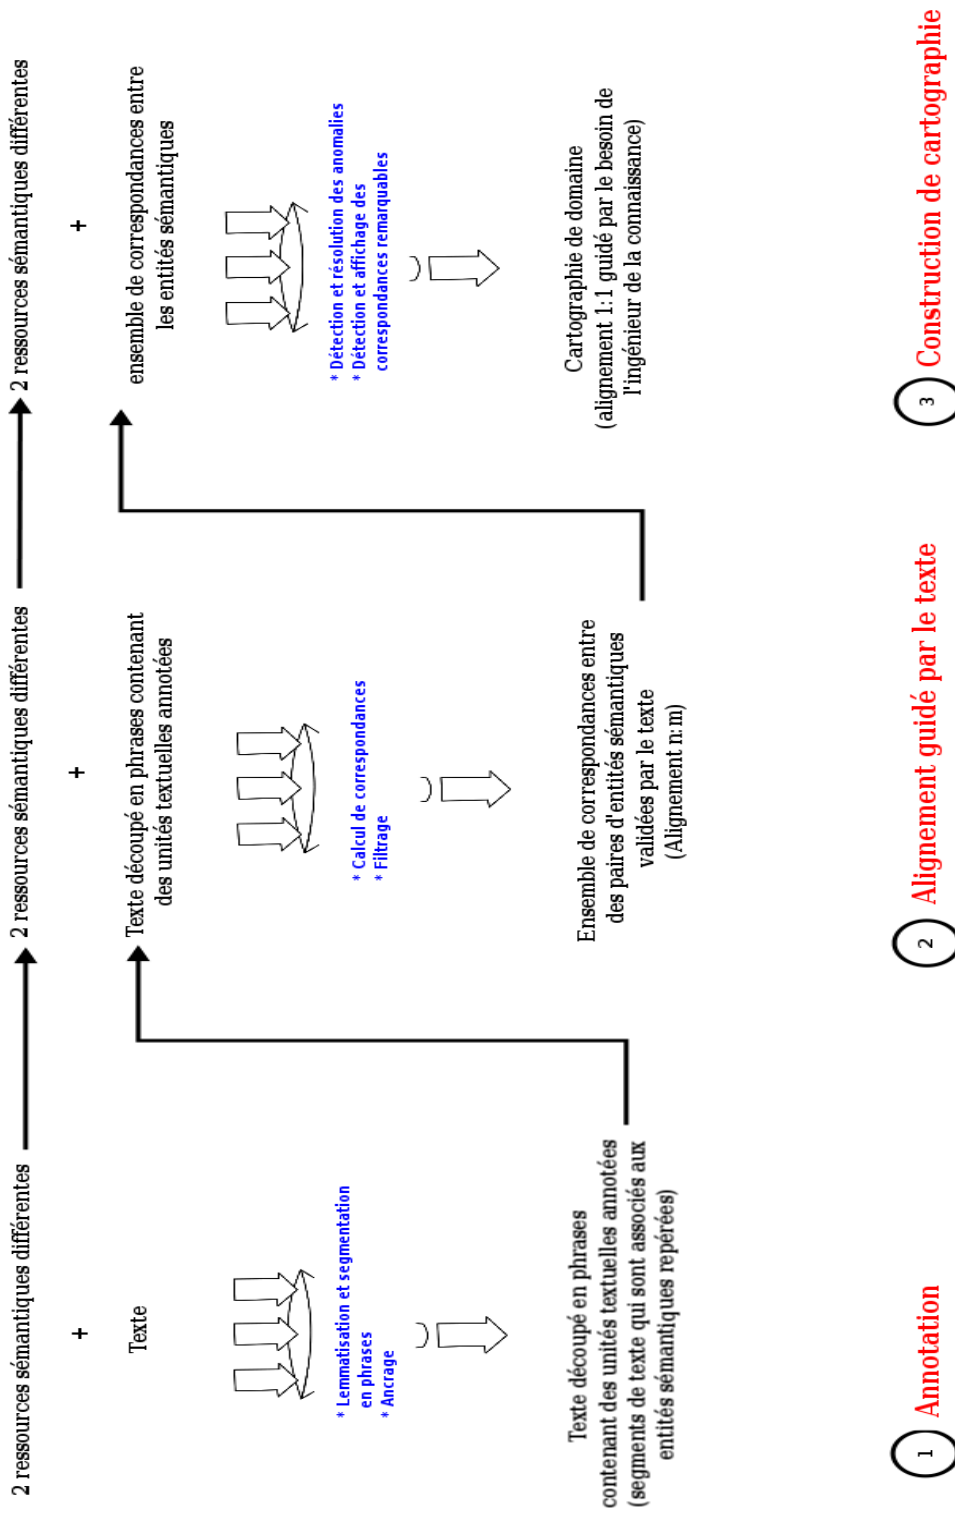 2 ressources sémantiques différentes
+
Texte
* Lemmatisation et segmentation
en phrases
* Ancrage
Texte découpé en phrases
contenant des unités textuelles annotées
(segments de texte qui sont associés aux
entités sémantiques repérées)
1 Annotation
2 ressources sémantiques différentes
+
Texte découpé en phrases contenant
des unités textuelles annotées
* Calcul de correspondances
* Filtrage
Ensemble de correspondances entre
des paires d'entités sémantiques
validées par le texte
(Alignement n:m)
2 Alignement guidé par le texte
2 ressources sémantiques différentes
+
ensemble de correspondances entre
les entités sémantiques
* Détection et résolution des anomalies
* Détection et affichage des
correspondances remarquables
Cartographie de domaine
(alignement 1:1 guidé par le besoin de
l'ingénieur de la connaissance)
3 Construction de cartographie